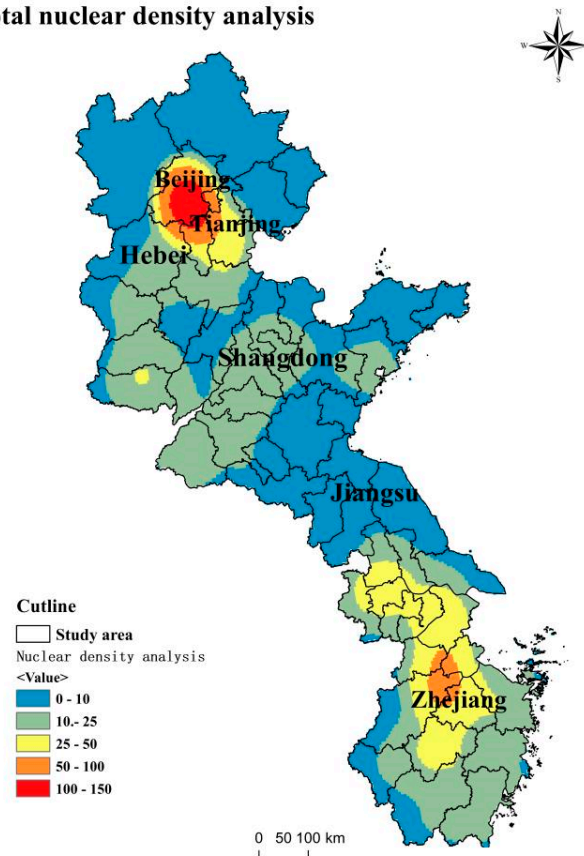 otal nuclear density analysis
N
W E
S
Beijing
Tianjing
Hebei
Shangdong
Jiangsu
Zhejiang
Cutline
Study area
Nuclear density analysis
<Value>
0 - 10
10.- 25
25 - 50
50 - 100
100 - 150
0 50 100 km